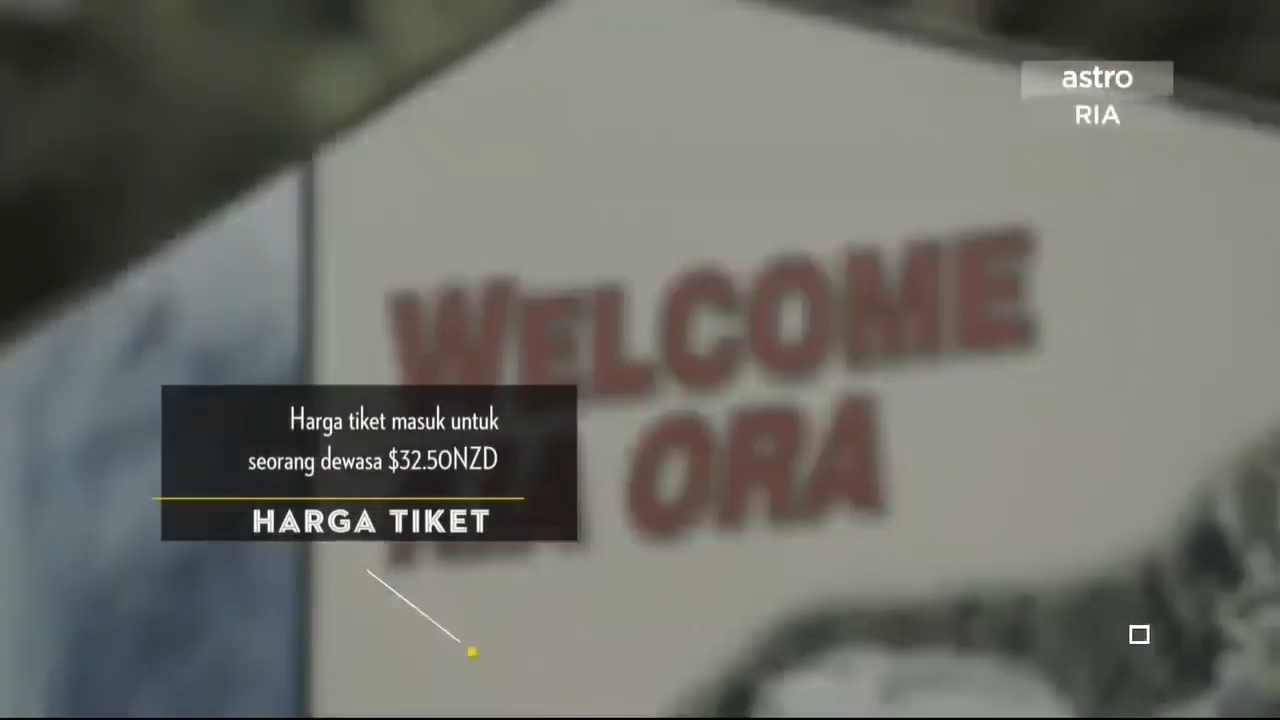 astro
RIA
WELCOME
ORA
Harga tiket masuk untuk
seorang dewasa $32.50NZD
HARGA TIKET